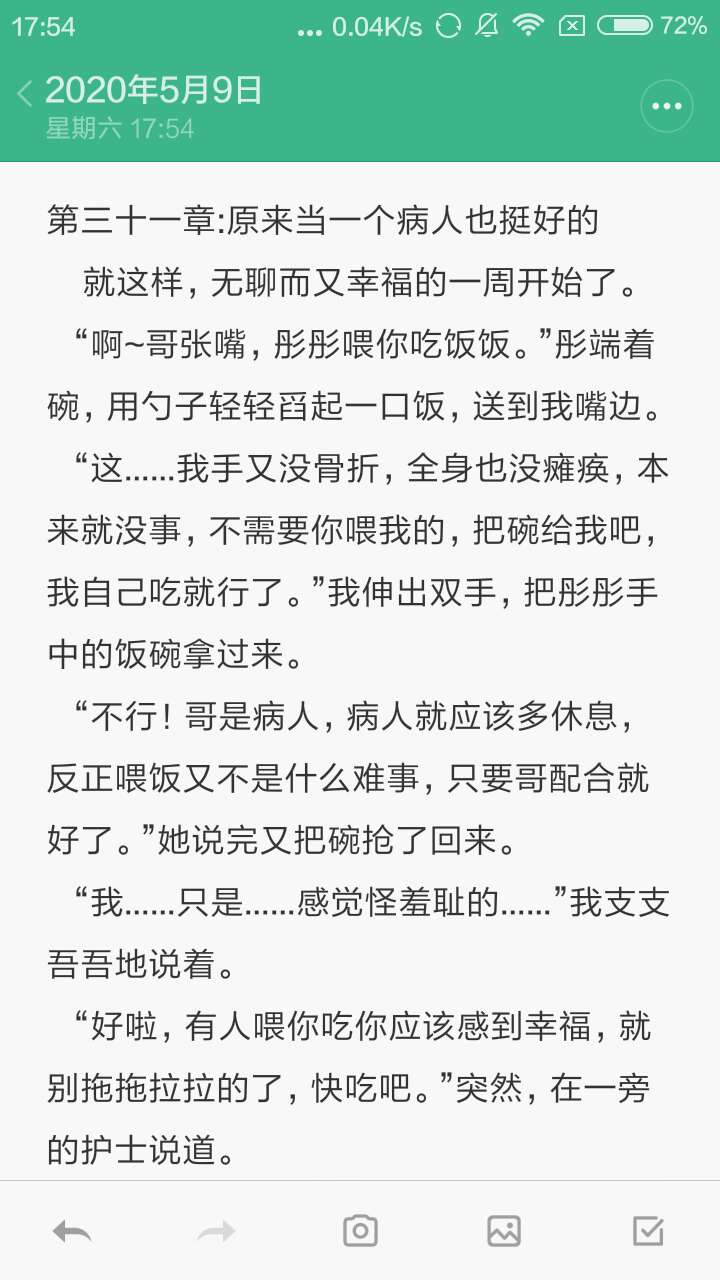 17:54
... 0.04K/s 72%
2020年5月9日
星期六 17:54
第三十一章:原来当一个病人也挺好的
就这样，无聊而又幸福的一周开始了。
“啊~哥张嘴，彤彤喂你吃饭饭。”彤端着
碗，用勺子轻轻舀起一口饭，送到我嘴边。
“这......我手又没骨折，全身也没瘫痪，本
来就没事，不需要你喂我的，把碗给我吧，
我自己吃就行了。”我伸出双手，把彤彤手
中的饭碗拿过来。
“不行！哥是病人，病人就应该多休息，
反正喂饭又不是什么难事，只要哥配合就
好了。”她说完又把碗抢了回来。
“我......只是......感觉怪羞耻的......”我支支
吾吾地说着。
“好啦，有人喂你吃你应该感到幸福，就
别拖拖拉拉的了，快吃吧。”突然，在一旁
的护士说道。